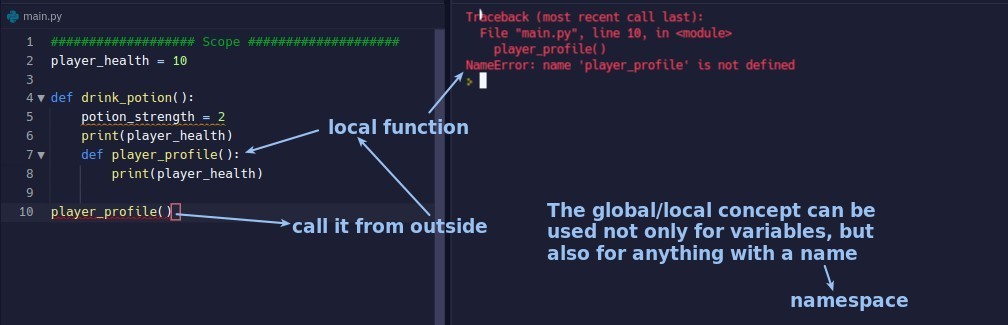 main.py
1 ################### Scope ####################
2 player_health = 10
3
4 def drink_potion():
5     potion_strength = 2
6     print(player_health)
7     def player_profile():
8         print(player_health)
9
10 player_profile()
Traceback (most recent call last):
  File "main.py", line 10, in <module>
    player_profile()
NameError: name 'player_profile' is not defined
>
local function
call it from outside
The global/local concept can be
used not only for variables, but
also for anything with a name
namespace